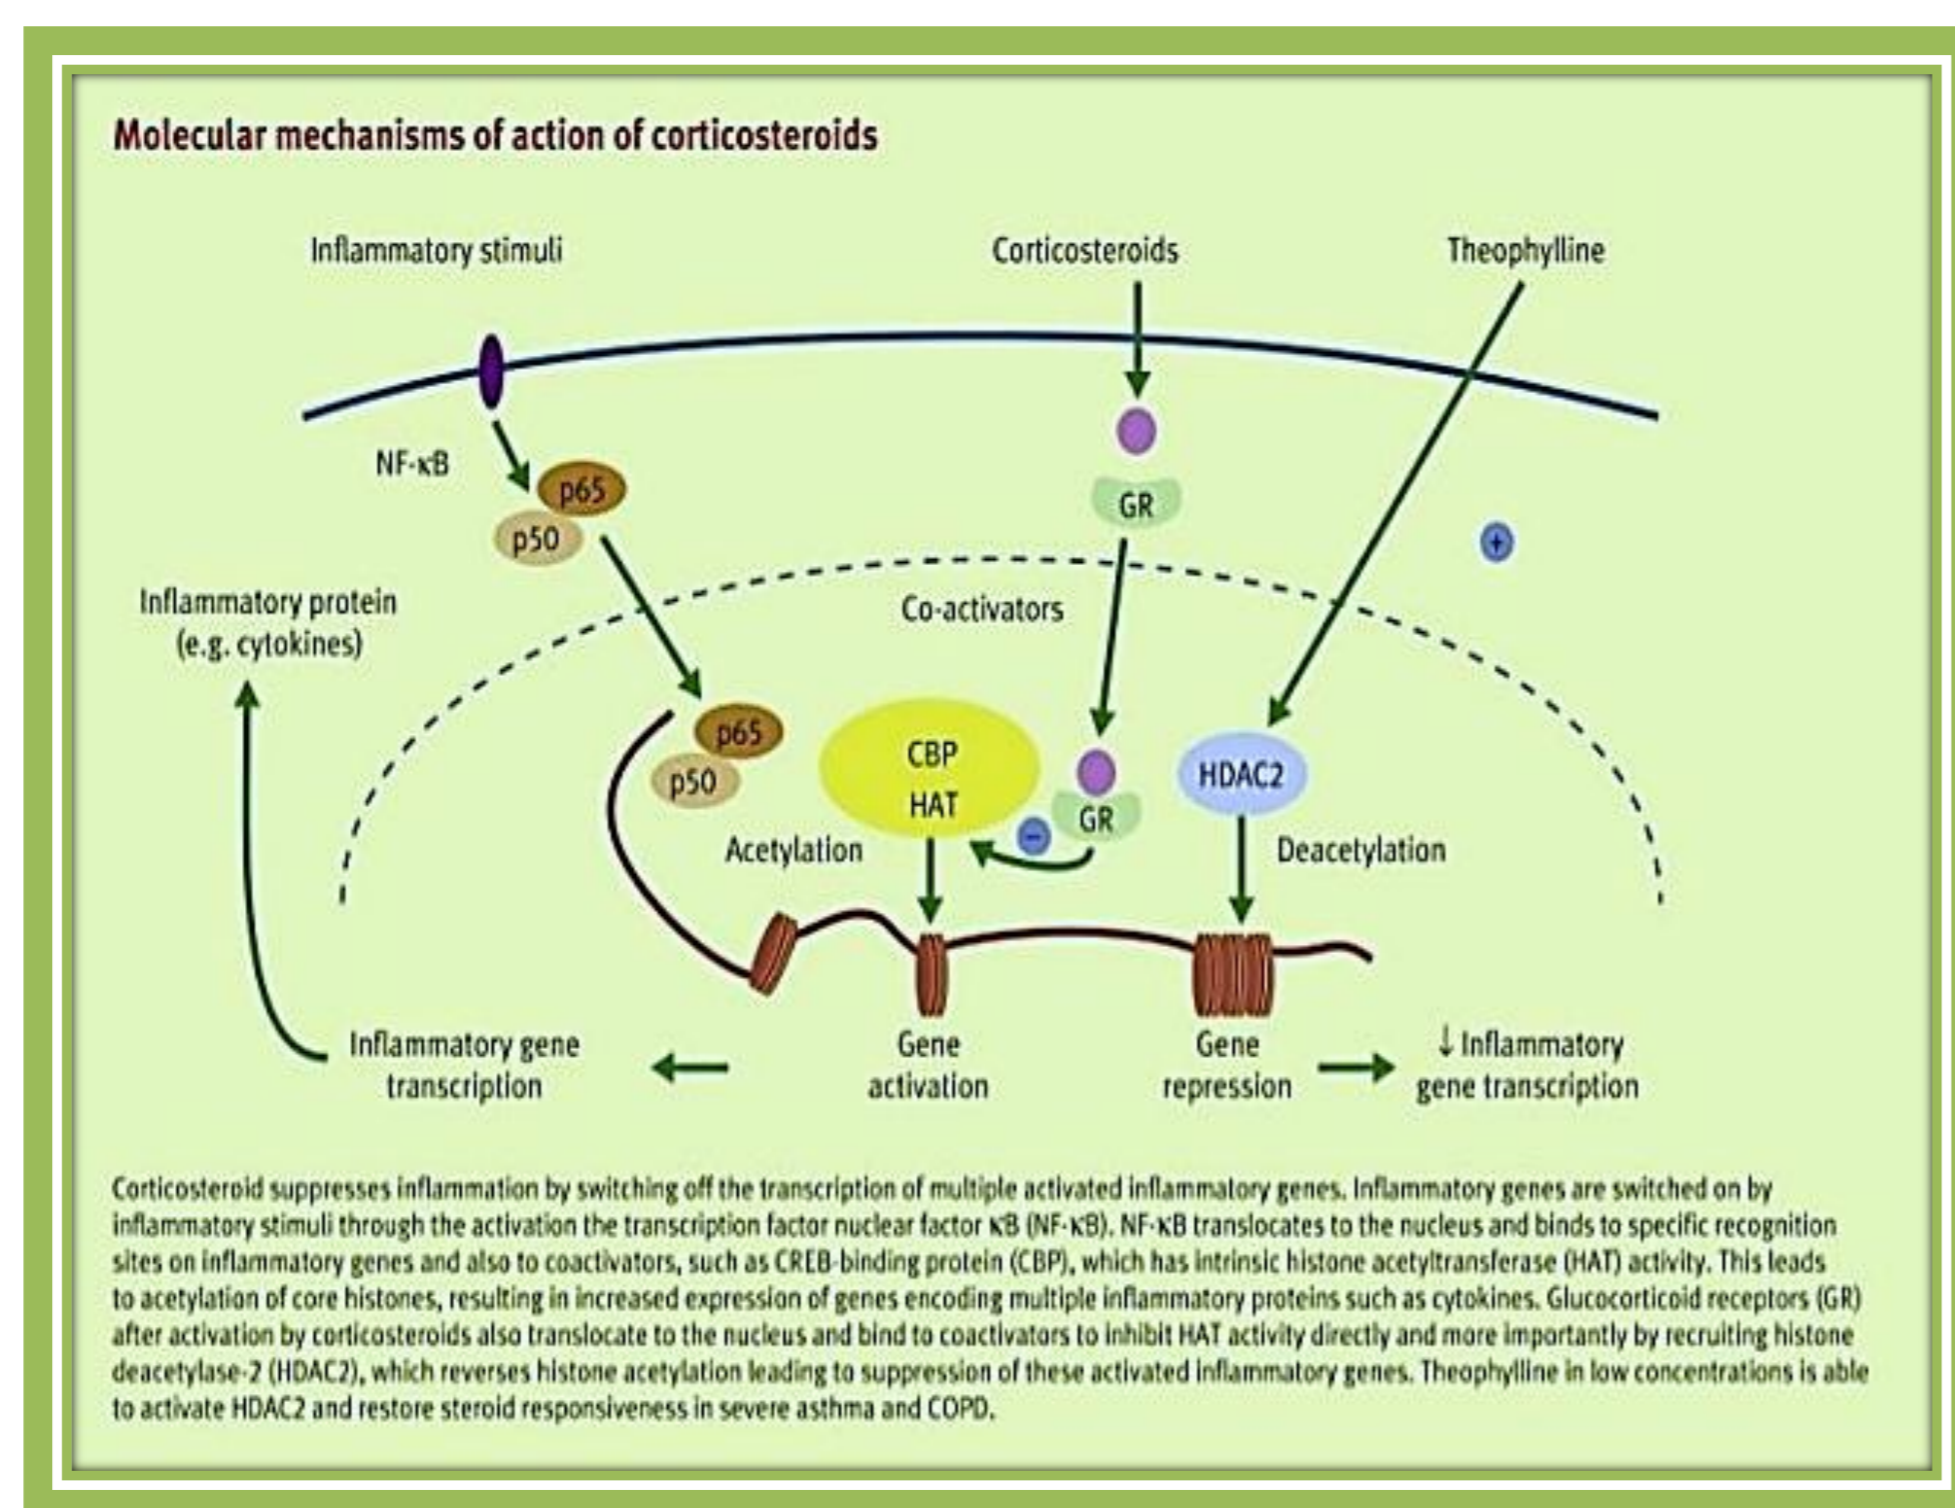 Molecular mechanisms of action of corticosteroids
Inflammatory stimuli
Corticosteroids
Theophylline
NF-κB
p65
p50
GR
+
Inflammatory protein
(e.g. cytokines)
Co-activators
p65
p50
CBP
HAT
GR
HDAC2
−
Acetylation
Deacetylation
Inflammatory gene
transcription
Gene
activation
Gene
repression
↓ Inflammatory
gene transcription
Corticosteroid suppresses inflammation by switching off the transcription of multiple activated inflammatory genes. Inflammatory genes are switched on by
inflammatory stimuli through the activation the transcription factor nuclear factor κB (NF-κB). NF-κB translocates to the nucleus and binds to specific recognition
sites on inflammatory genes and also to coactivators, such as CREB-binding protein (CBP), which has intrinsic histone acetyltransferase (HAT) activity. This leads
to acetylation of core histones, resulting in increased expression of genes encoding multiple inflammatory proteins such as cytokines. Glucocorticoid receptors (GR)
after activation by corticosteroids also translocate to the nucleus and bind to coactivators to inhibit HAT activity directly and more importantly by recruiting histone
deacetylase-2 (HDAC2), which reverses histone acetylation leading to suppression of these activated inflammatory genes. Theophylline in low concentrations is able
to activate HDAC2 and restore steroid responsiveness in severe asthma and COPD.